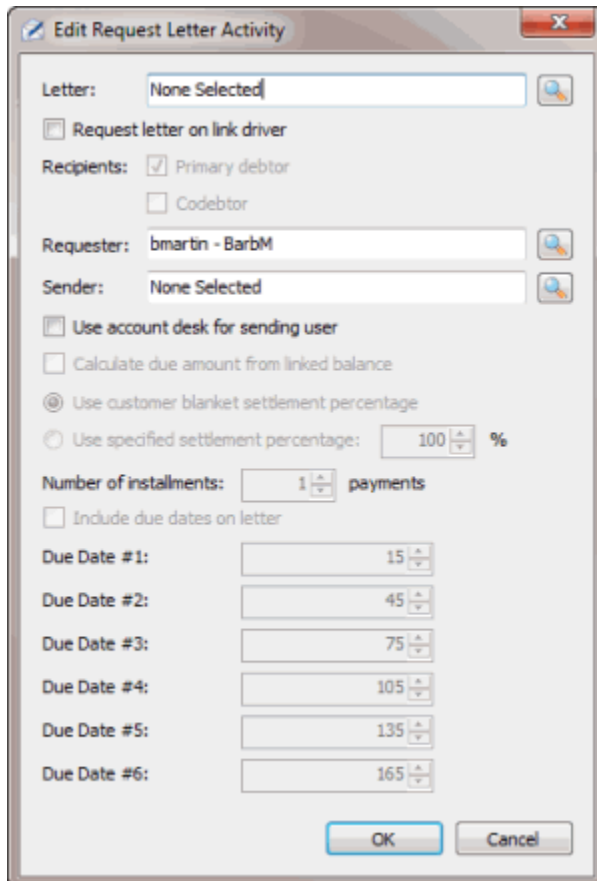 Edit Request Letter Activity
Letter: None Selected
Request letter on link driver
Recipients: Primary debtor
Codebtor
Requester: bmartin - BarbM
Sender: None Selected
Use account desk for sending user
Calculate due amount from linked balance
Use customer blanket settlement percentage
Use specified settlement percentage: 100 %
Number of installments: 1 payments
Include due dates on letter
Due Date #1: 15
Due Date #2: 45
Due Date #3: 75
Due Date #4: 105
Due Date #5: 135
Due Date #6: 165
OK Cancel